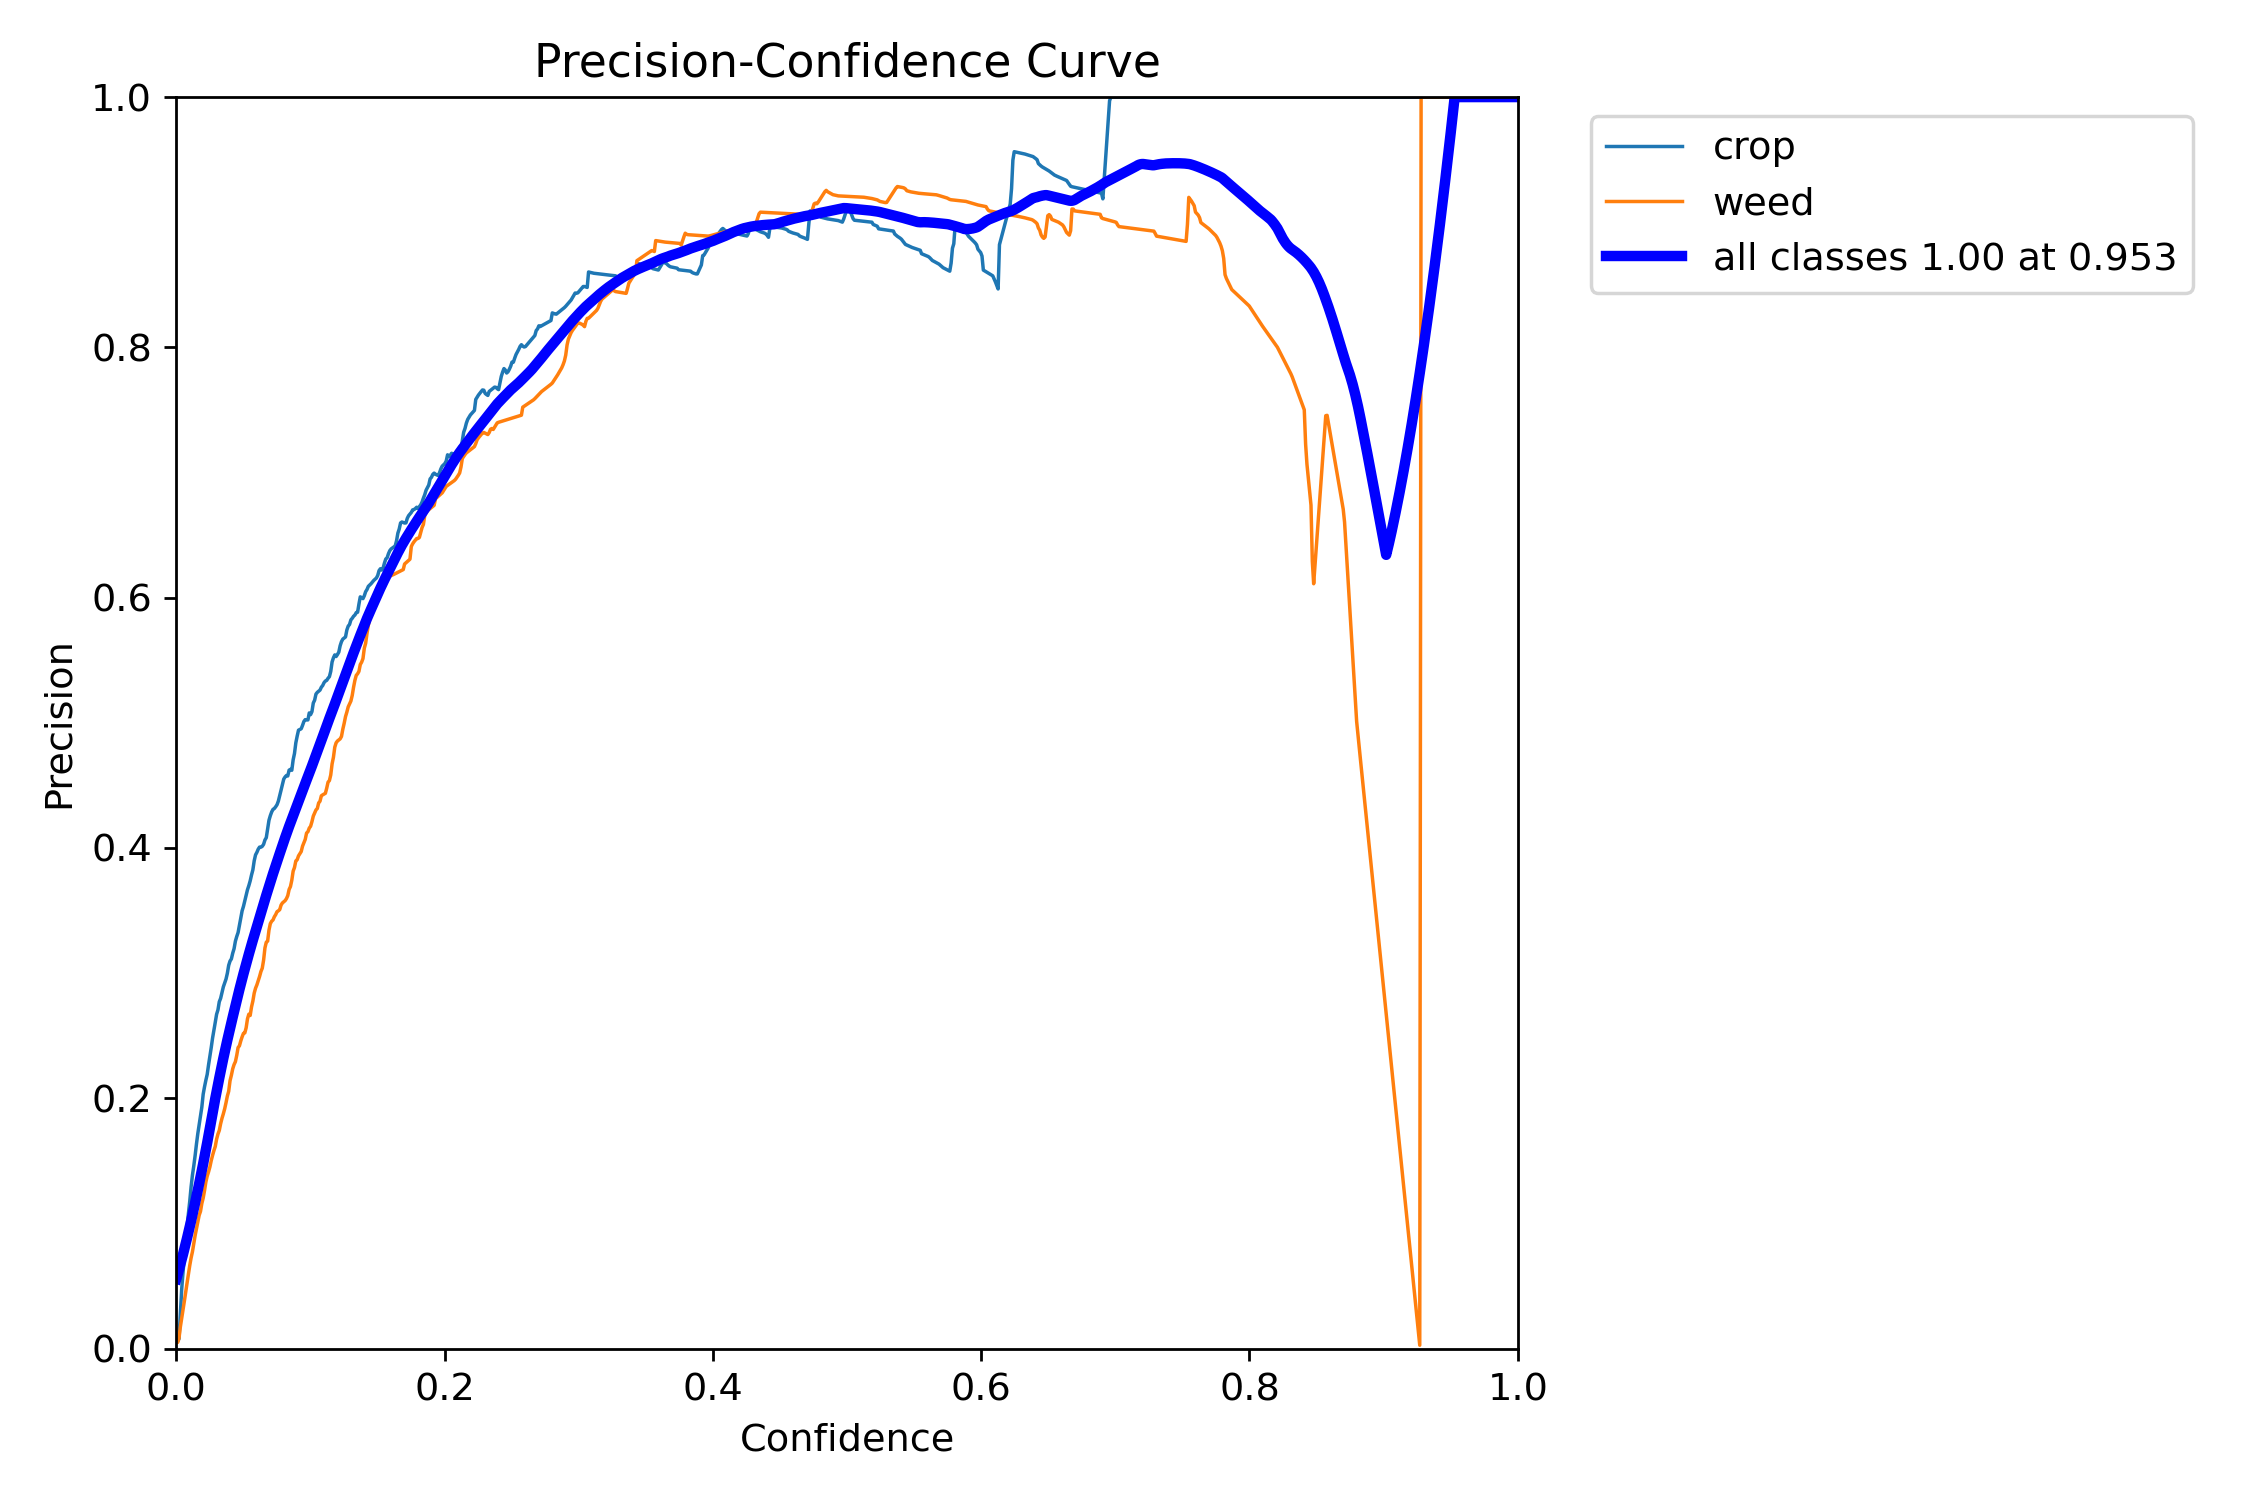 Precision-Confidence Curve
1.0
0.8
0.6
0.4
0.2
0.0
Precision
0.0 0.2 0.4 0.6 0.8 1.0
Confidence
crop
weed
all classes 1.00 at 0.953